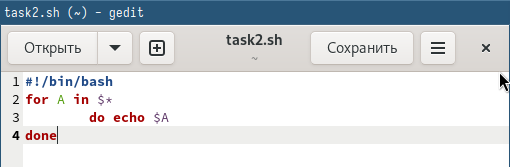 task2.sh (~) – gedit
Открыть
task2.sh
~
Сохранить
1 #!/bin/bash
2 for A in $*
3 do echo $A
4 done